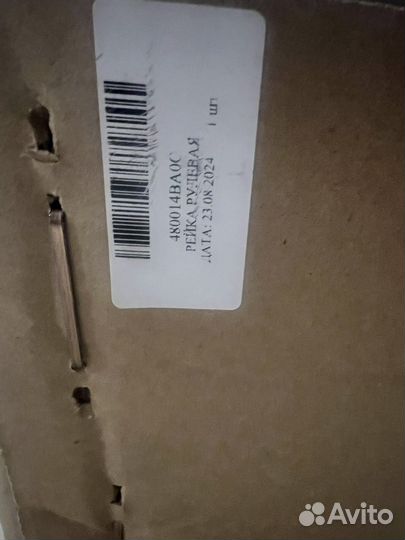 480014BA0C
РЕЙКА РУЛЕВАЯ
ДАТА: 23.08.2024
1 шт
Avito